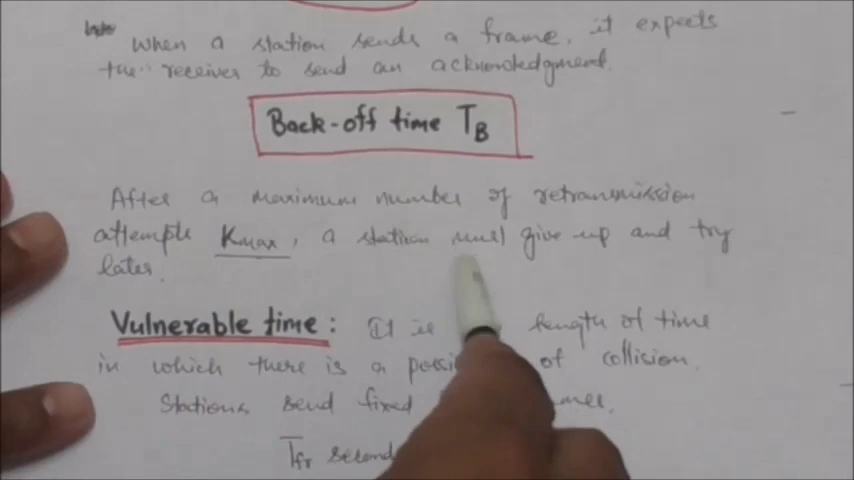 When a station sends a frame, it expects
the receiver to send an acknowledgment.
Back-off time TB
After a maximum number of retransmission
attempts Kmax, a station must give up and try
later.
Vulnerable time: It is length of time
in which there is a of collision.
Stations send fixed
Tfr